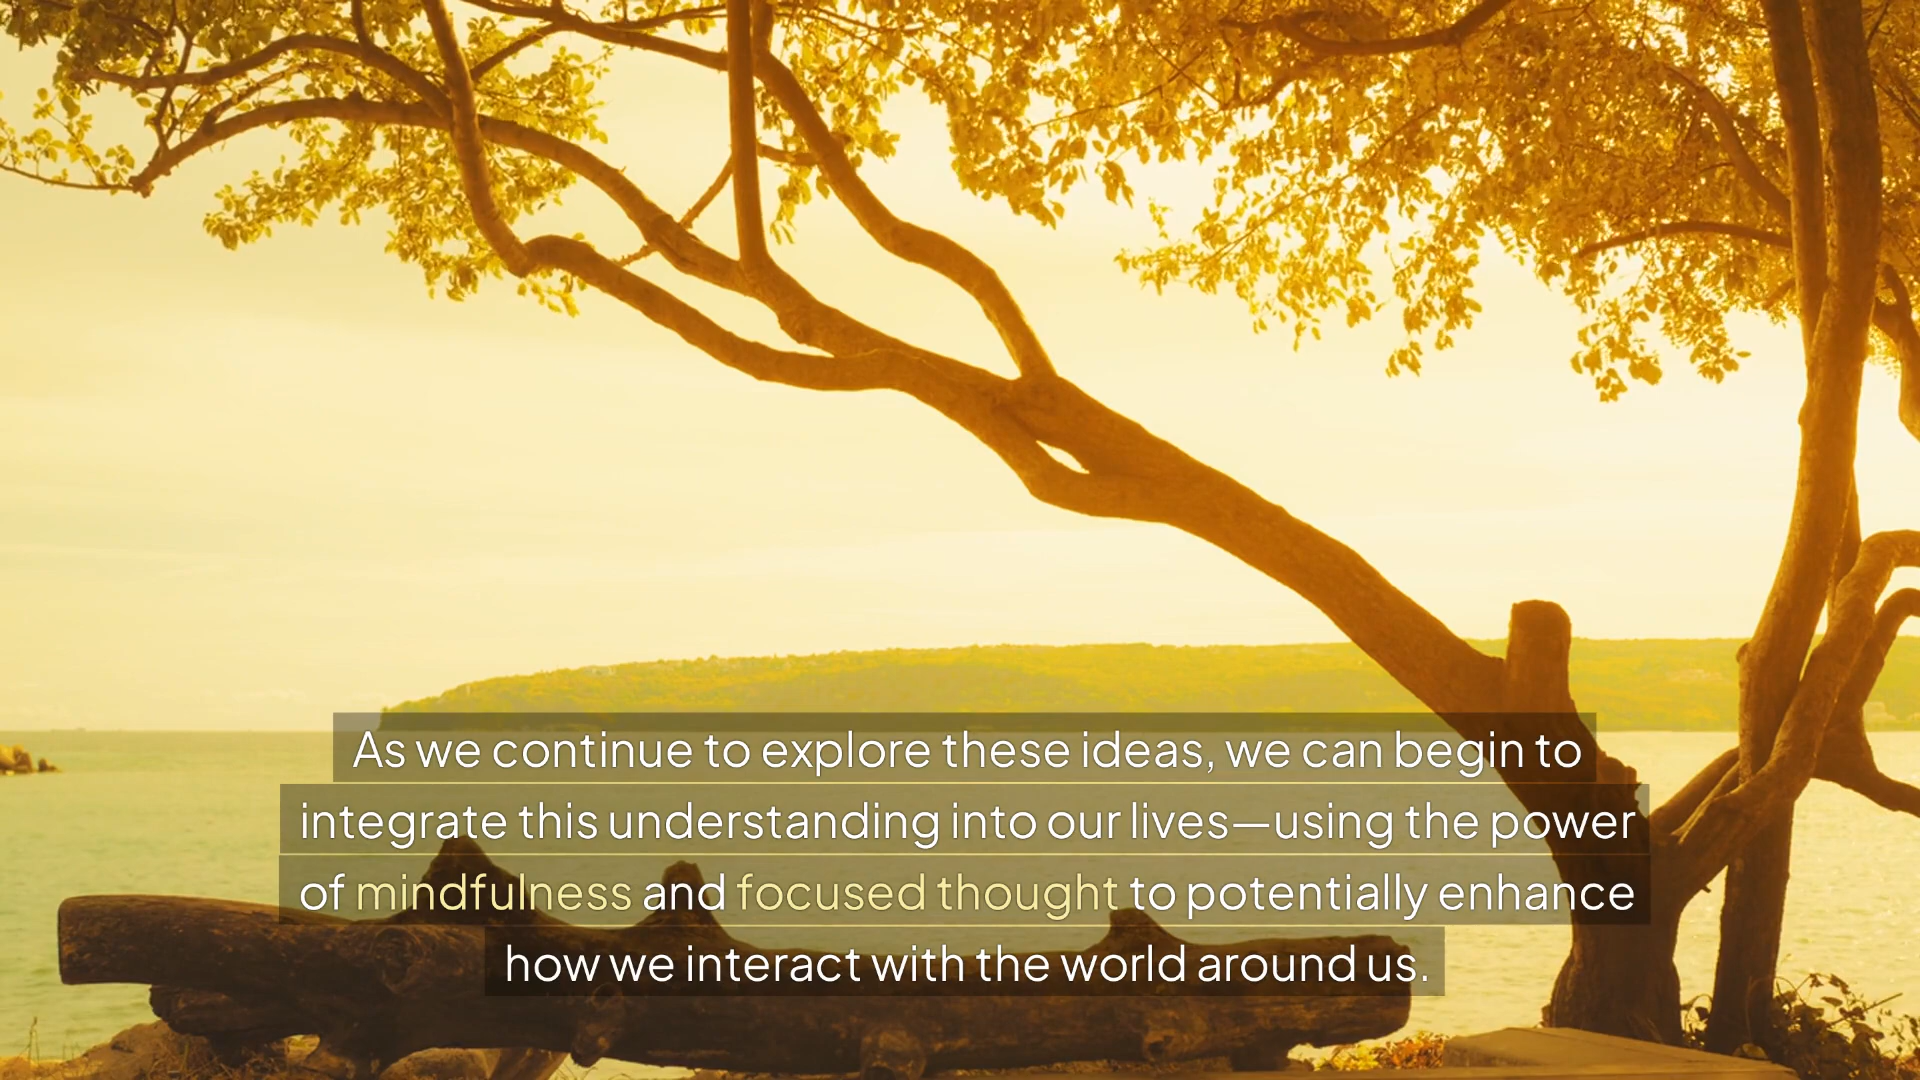 As we continue to explore these ideas, we can begin to
integrate this understanding into our lives—using the power
of mindfulness and focused thought to potentially enhance
how we interact with the world around us.